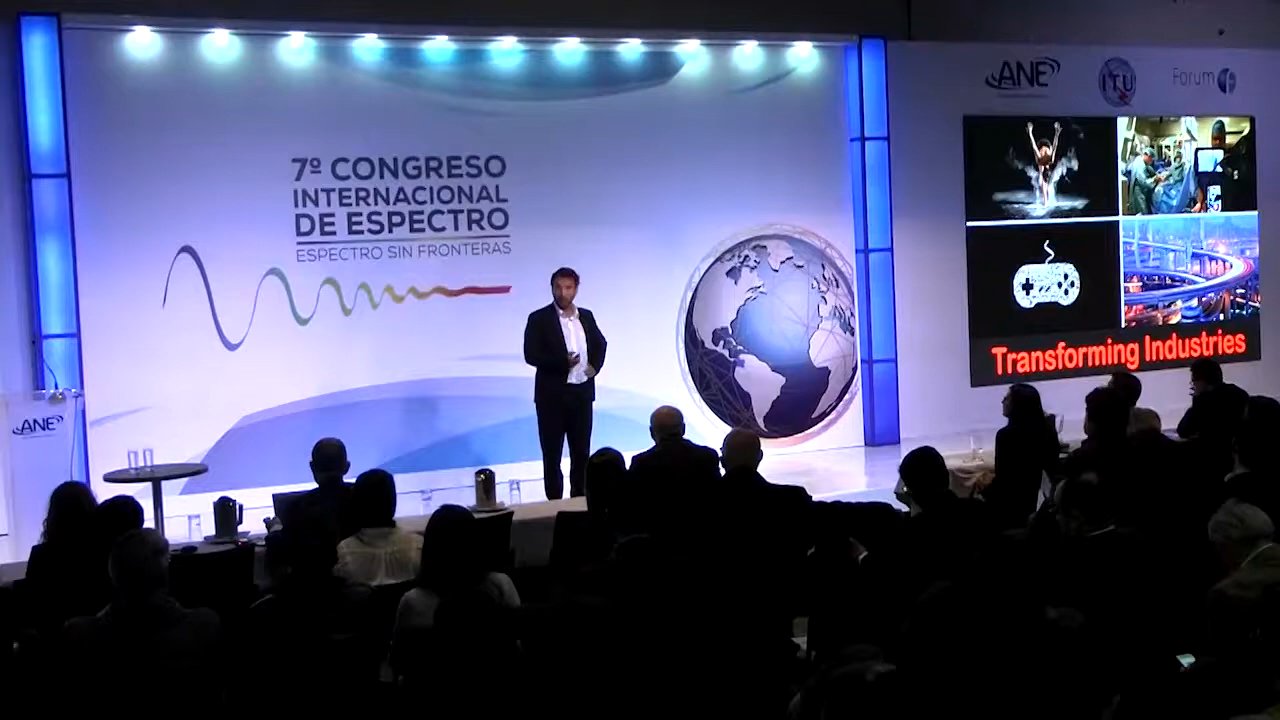 7º CONGRESO
INTERNACIONAL
DE ESPECTRO
ESPECTRO SIN FRONTERAS
ANE
ITU
Forum
Transforming Industries
ANE